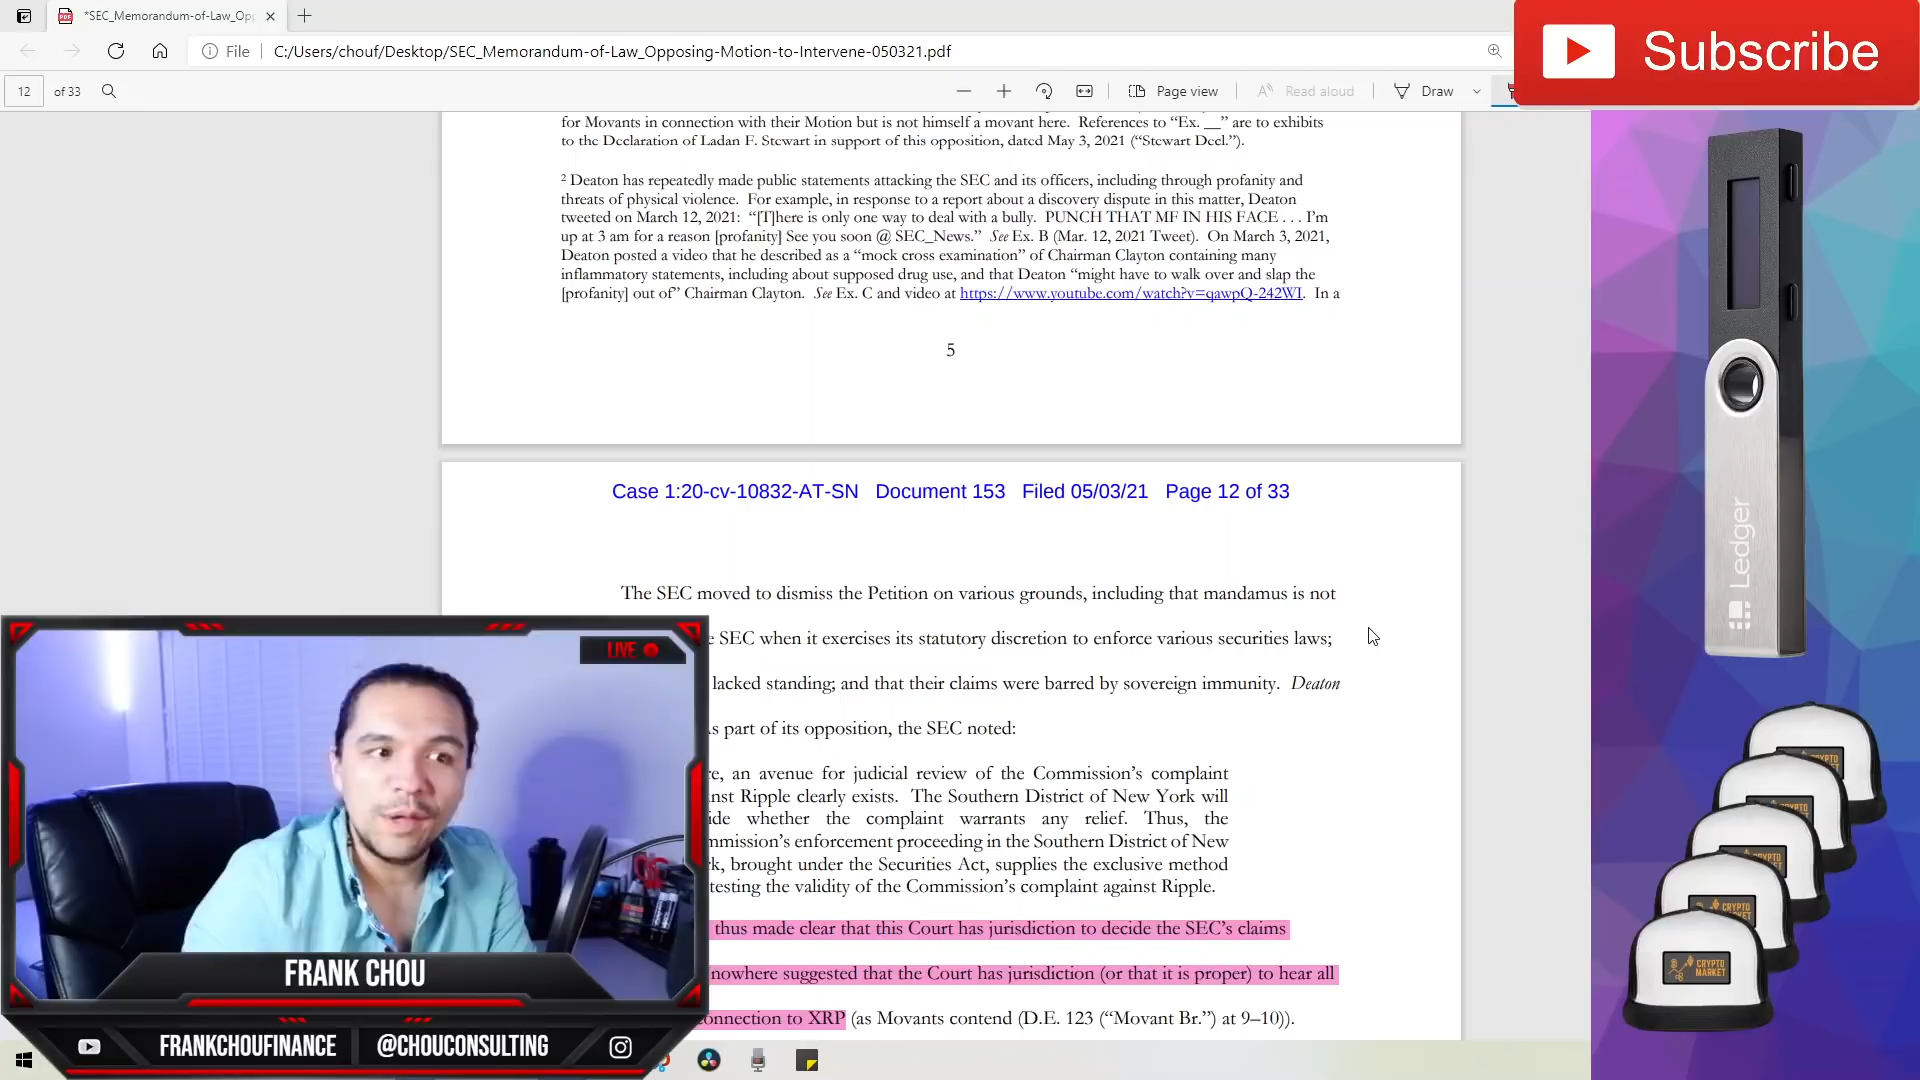 *SEC_Memorandum-of-Law_Op
Subscribe
File
C:/Users/chouf/Desktop/SEC_Memorandum-of-Law_Opposing-Motion-to-Intervene-050321.pdf
12 of 33
Page view
Read aloud
Draw
for Movants in connection with their Motion but is not himself a movant here. References to “Ex. __” are to exhibits
to the Declaration of Ladan F. Stewart in support of this opposition, dated May 3, 2021 (“Stewart Decl.”).
2 Deaton has repeatedly made public statements attacking the SEC and its officers, including through profanity and
threats of physical violence. For example, in response to a report about a discovery dispute in this matter, Deaton
tweeted on March 12, 2021: “[T]here is only one way to deal with a bully. PUNCH THAT MF IN HIS FACE . . . I’m
up at 3 am for a reason [profanity] See you soon @ SEC_News.” See Ex. B (Mar. 12, 2021 Tweet). On March 3, 2021,
Deaton posted a video that he described as a “mock cross examination” of Chairman Clayton containing many
inflammatory statements, including about supposed drug use, and that Deaton “might have to walk over and slap the
[profanity] out of” Chairman Clayton. See Ex. C and video at https://www.youtube.com/watch?v=qawpQ-242WI. In a
5
Case 1:20-cv-10832-AT-SN Document 153 Filed 05/03/21 Page 12 of 33
The SEC moved to dismiss the Petition on various grounds, including that mandamus is not
SEC when it exercises its statutory discretion to enforce various securities laws;
lacked standing; and that their claims were barred by sovereign immunity. Deaton
part of its opposition, the SEC noted:
an avenue for judicial review of the Commission’s complaint
Ripple clearly exists. The Southern District of New York will
whether the complaint warrants any relief. Thus, the
enforcement proceeding in the Southern District of New
brought under the Securities Act, supplies the exclusive method
testing the validity of the Commission’s complaint against Ripple.
thus made clear that this Court has jurisdiction to decide the SEC’s claims
nowhere suggested that the Court has jurisdiction (or that it is proper) to hear all
connection to XRP (as Movants contend (D.E. 123 (“Movant Br.”) at 9–10)).
LIVE
FRANK CHOU
FRANKCHOUFINANCE
@CHOUCONSULTING
Ledger
CRYPTO
MARKET